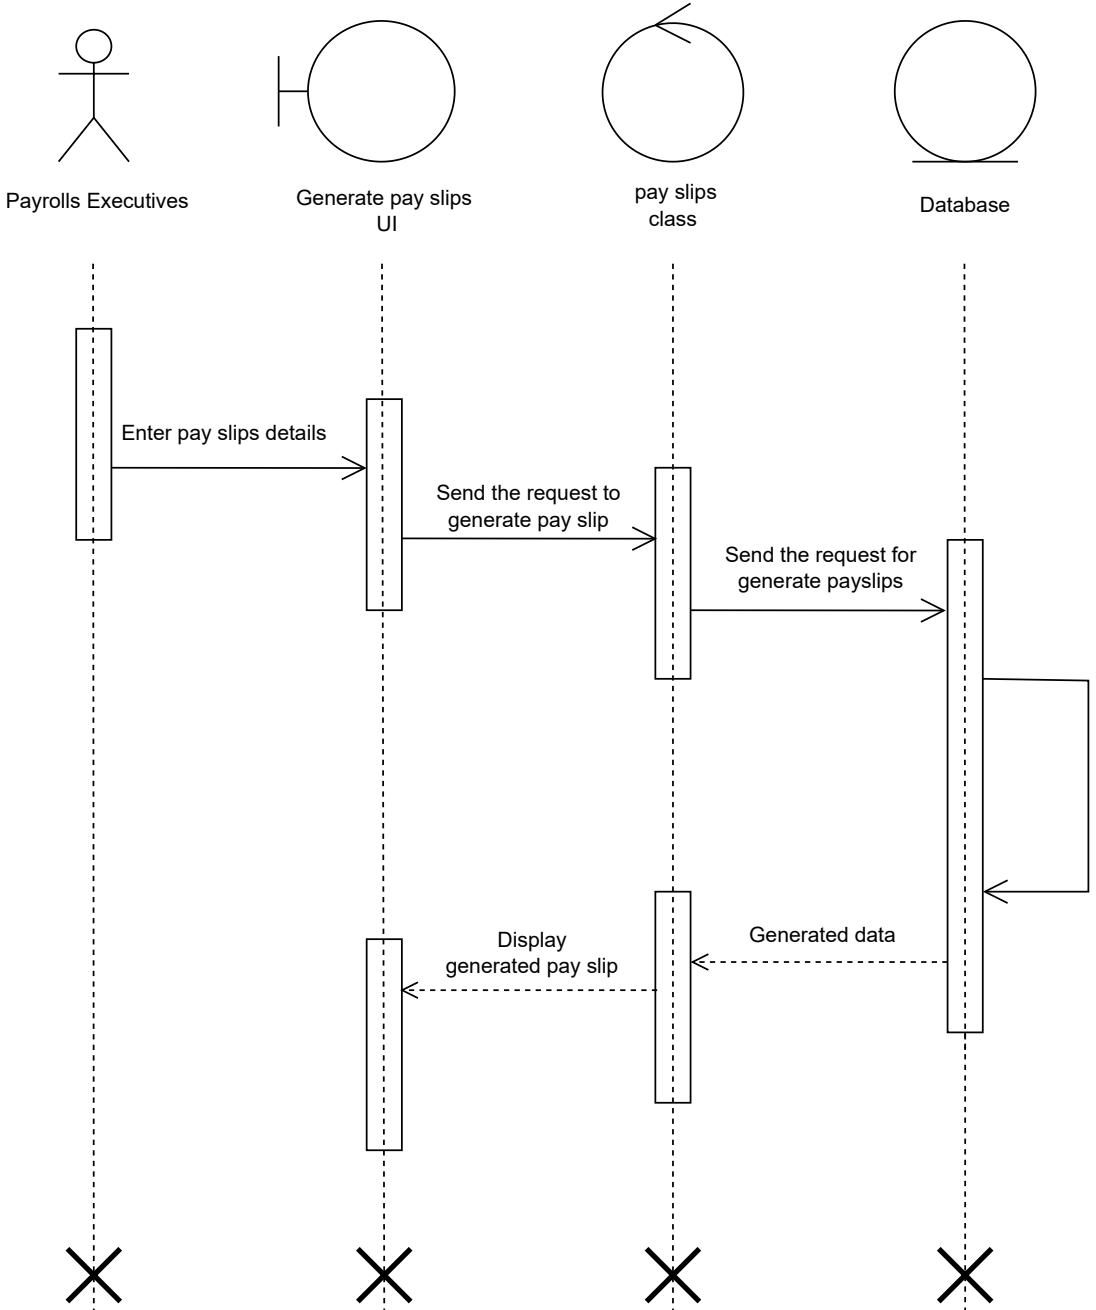 Payrolls Executives
Generate pay slips
UI
pay slips
class
Database
Enter pay slips details
Send the request to
generate pay slip
Send the request for
generate payslips
Generated data
Display
generated pay slip